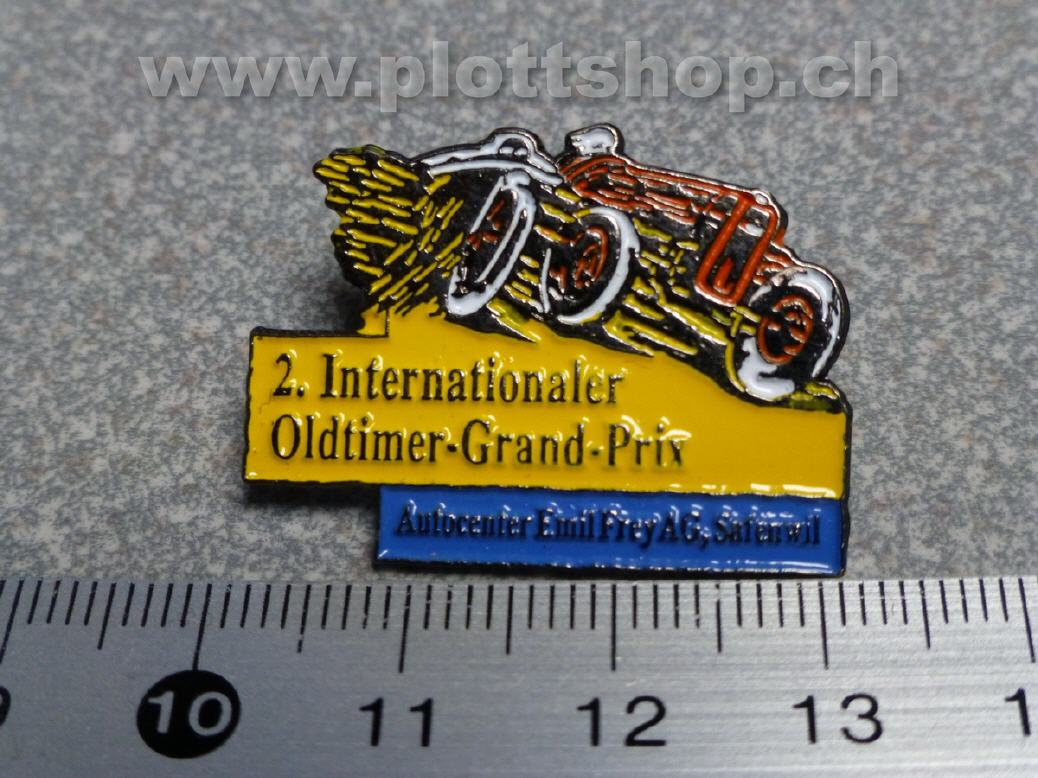 www.plottshop.ch
2. Internationaler
Oldtimer-Grand-Prix
Autocenter Emil Frey AG, Safenwil
10 11 12 13